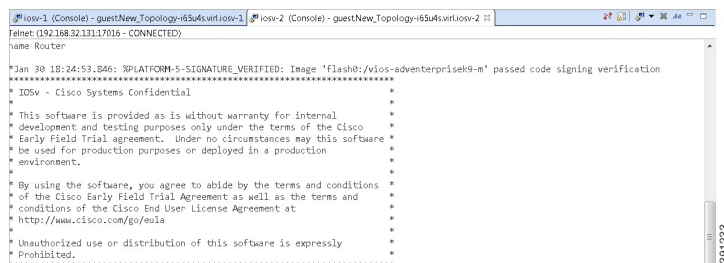 iosv-1 (Console) - guest.New_Topology-i65u4s.virl.iosv-1 iosv-2 (Console) - guest.New_Topology-i65u4s.virl.iosv-2
Telnet: (192.168.32.131:17016 - CONNECTED)
name Router
*Jan 30 18:24:53.846: %PLATFORM-5-SIGNATURE_VERIFIED: Image 'flash0:/vios-adventerprisek9-m' passed code signing verification
**************************************************************************
* IOSv - Cisco Systems Confidential *
* *
* This software is provided as is without warranty for internal *
* development and testing purposes only under the terms of the Cisco *
* Early Field Trial agreement. Under no circumstances may this software *
* be used for production purposes or deployed in a production *
* environment. *
* *
* By using the software, you agree to abide by the terms and conditions *
* of the Cisco Early Field Trial Agreement as well as the terms and *
* conditions of the Cisco End User License Agreement at *
* http://www.cisco.com/go/eula *
* *
* Unauthorized use or distribution of this software is expressly *
* Prohibited. *